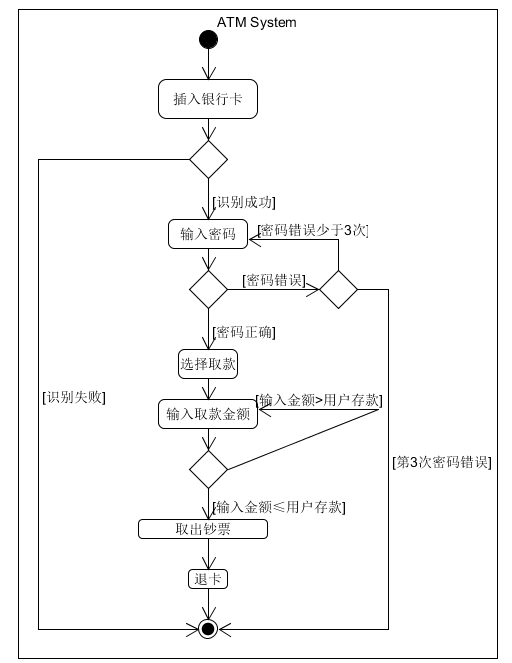 ATM System
插入银行卡
[识别成功]
输入密码
[密码错误少于3次]
[密码错误]
[密码正确]
选择取款
[识别失败]
[输入金额>用户存款]
输入取款金额
[第3次密码错误]
[输入金额≤用户存款]
取出钞票
退卡